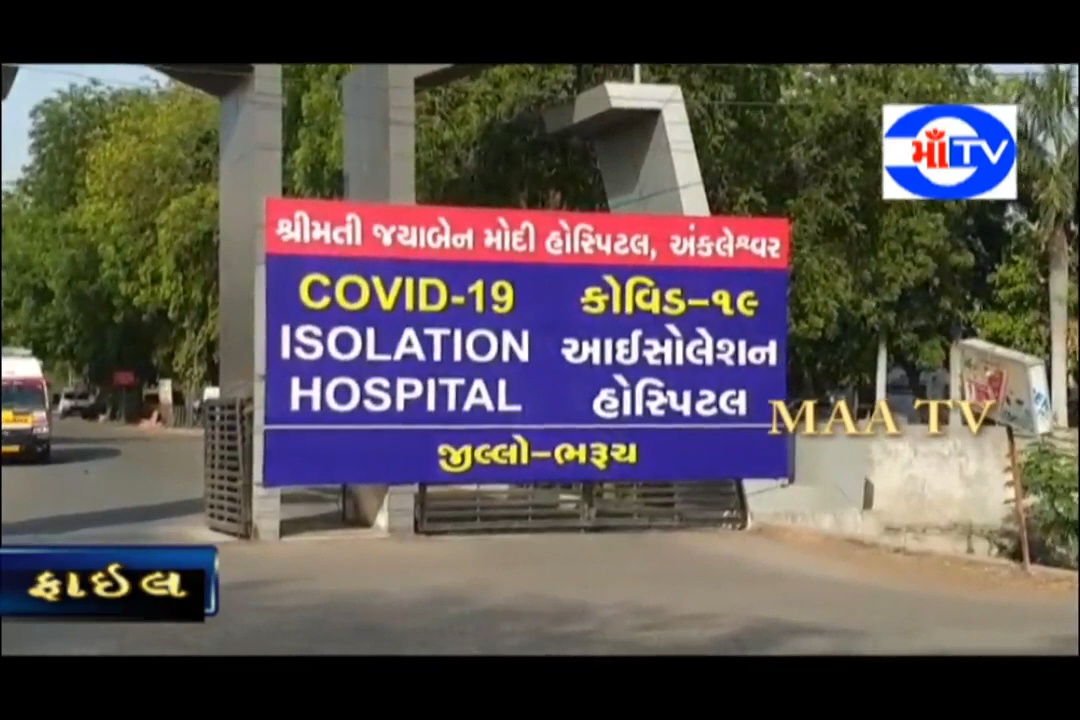 માઁTV
શ્રીમતી જયાબેન મોદી હોસ્પિટલ, અંકલેશ્વર
COVID-19 કોવિડ-૧૯
ISOLATION આઈસોલેશન
HOSPITAL હોસ્પિટલ
MAA TV
જીલ્લો-ભરૂચ
ફાઈલ